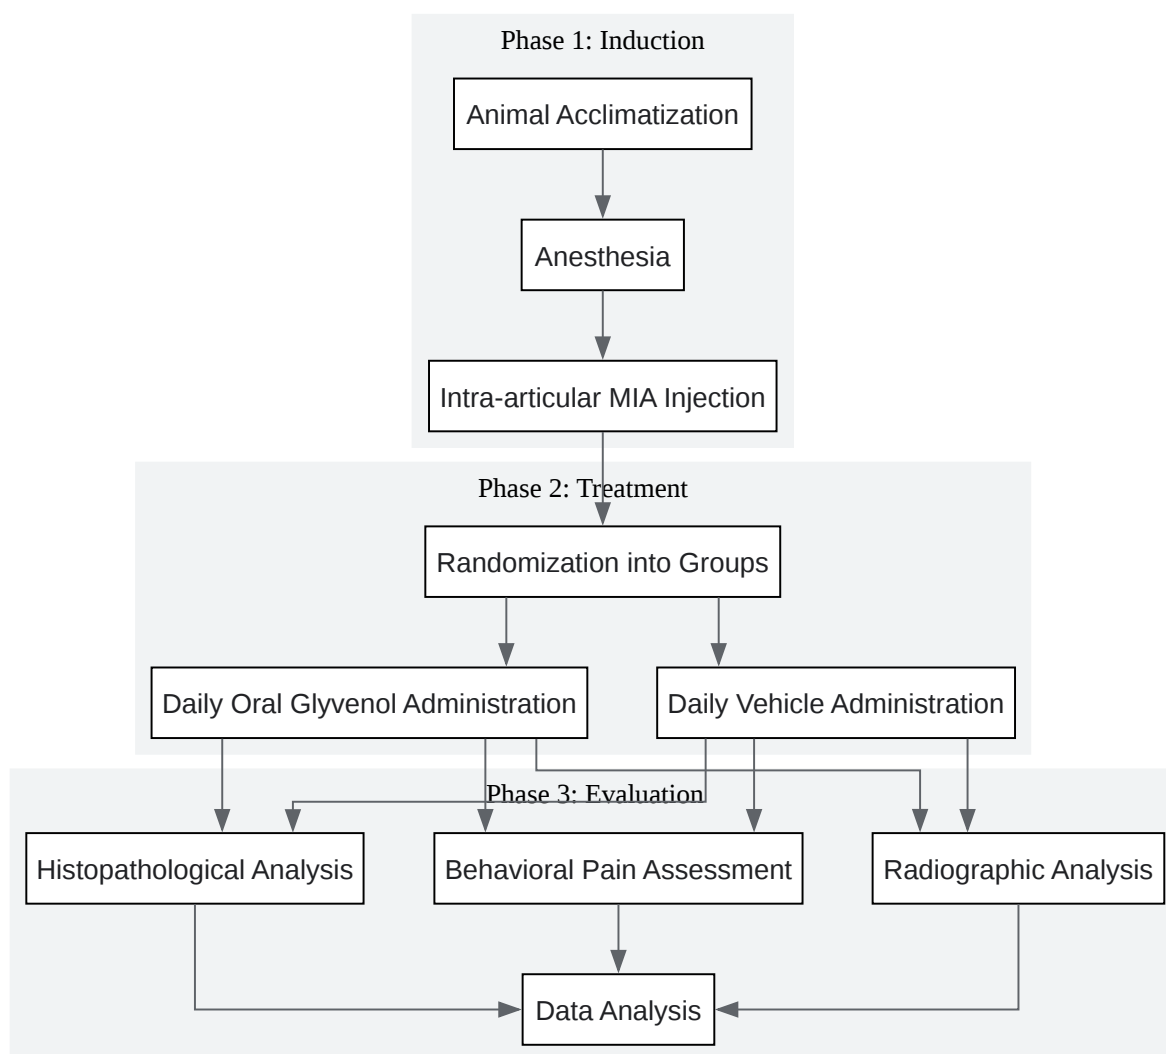 Phase 1: Induction
Animal Acclimatization
Anesthesia
Intra-articular MIA Injection
Phase 2: Treatment
Randomization into Groups
Daily Oral Glyvenol Administration
Daily Vehicle Administration
Phase 3: Evaluation
Histopathological Analysis
Behavioral Pain Assessment
Radiographic Analysis
Data Analysis